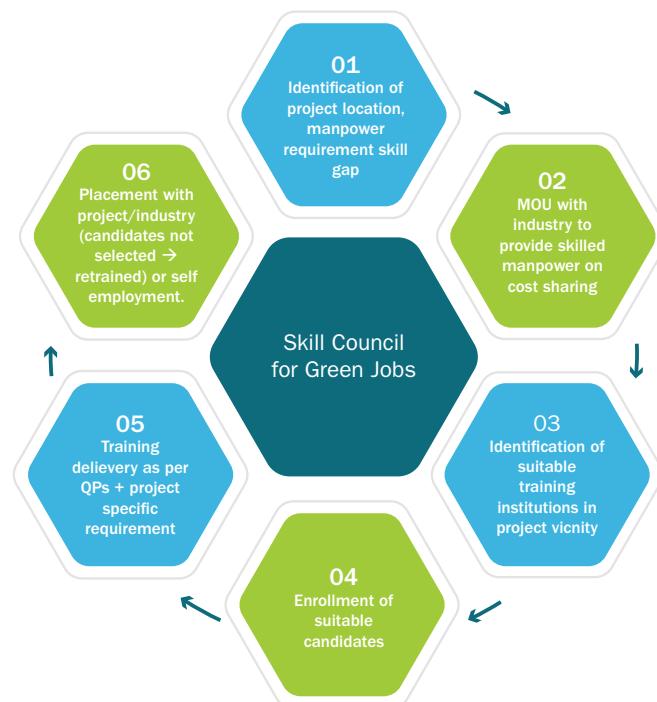 01
Identification of
project location,
manpower
requirement skill
gap
02
MOU with
industry to
provide skilled
manpower on
cost sharing
03
Identification of
suitable
training
institutions in
project vicnity
04
Enrollment of
suitable
candidates
05
Training
delievery as per
QPs + project
specific
requirement
06
Placement with
project/industry
(candidates not
selected →
retrained) or self
employment.
Skill Council
for Green Jobs